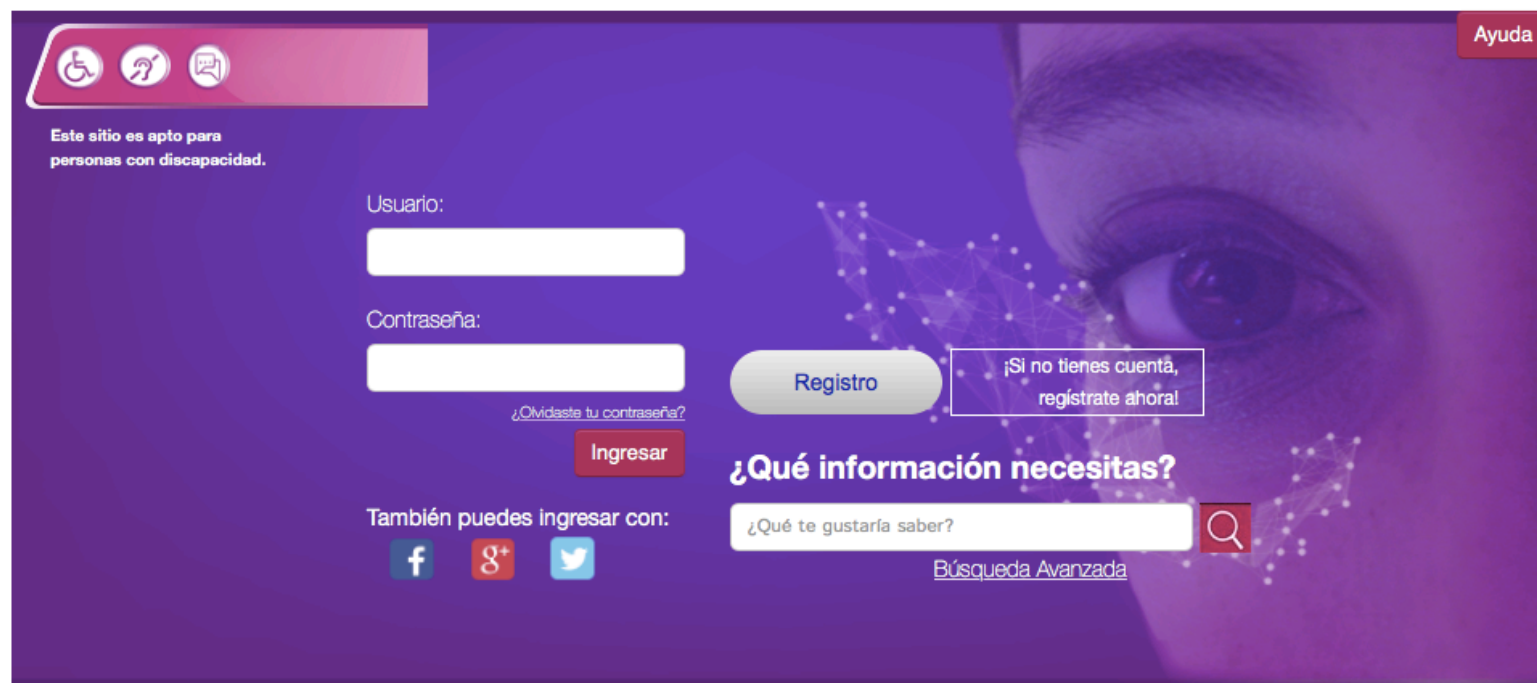 Ayuda
Este sitio es apto para
personas con discapacidad.
Usuario:
Contraseña:
¿Olvidaste tu contraseña?
Ingresar
También puedes ingresar con:
f
g+
Registro
¡Si no tienes cuenta,
regístrate ahora!
¿Qué información necesitas?
¿Qué te gustaría saber?
Búsqueda Avanzada